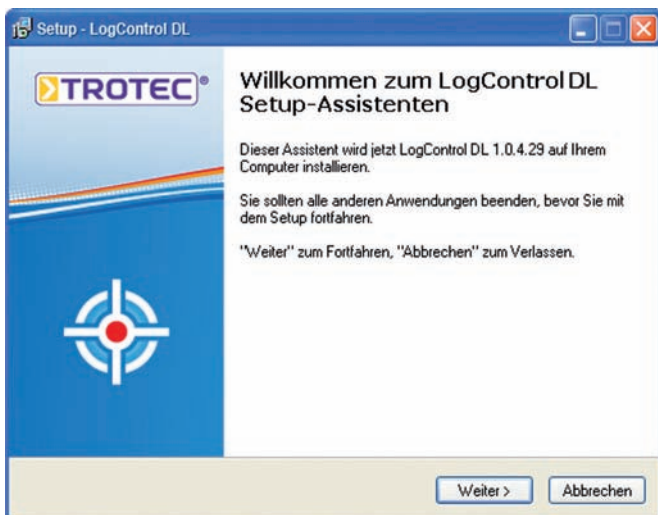 Setup - LogControl DL
TROTEC®
Willkommen zum LogControl DL
Setup-Assistenten
Dieser Assistent wird jetzt LogControl DL 1.0.4.29 auf Ihrem
Computer installieren.
Sie sollten alle anderen Anwendungen beenden, bevor Sie mit
dem Setup fortfahren.
"Weiter" zum Fortfahren, "Abbrechen" zum Verlassen.
Weiter >
Abbrechen